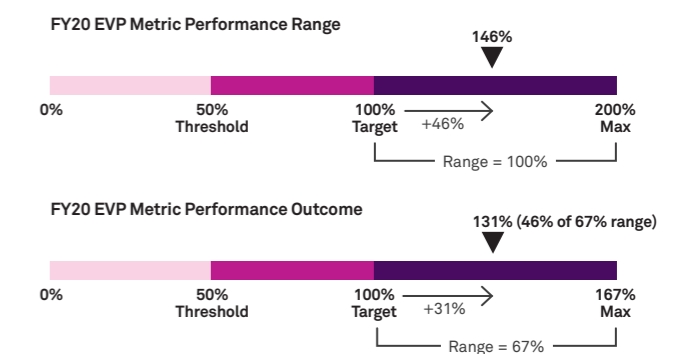 FY20 EVP Metric Performance Range
146%
0% 50% 100% 200%
Threshold Target +46% Max
Range = 100%
FY20 EVP Metric Performance Outcome
131% (46% of 67% range)
0% 50% 100% 167%
Threshold Target +31% Max
Range = 67%